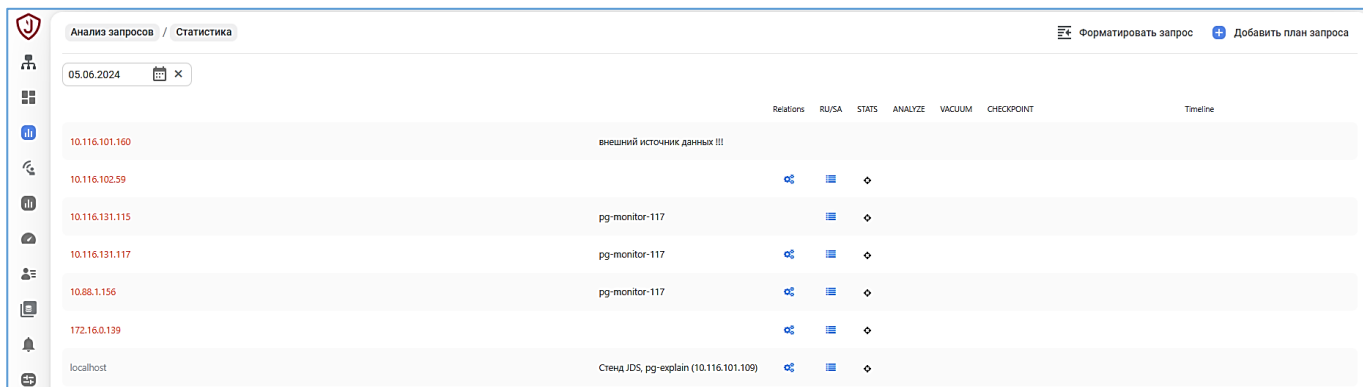 Анализ запросов / Статистика Форматировать запрос Добавить план запроса
05.06.2024
Relations RU/SA STATS ANALYZE VACUUM CHECKPOINT Timeline
10.116.101.160 внешний источник данных !!!
10.116.102.59
10.116.131.115 pg-monitor-117
10.116.131.117 pg-monitor-117
10.88.1.156 pg-monitor-117
172.16.0.139
localhost Стенд JDS, pg-explain (10.116.101.109)